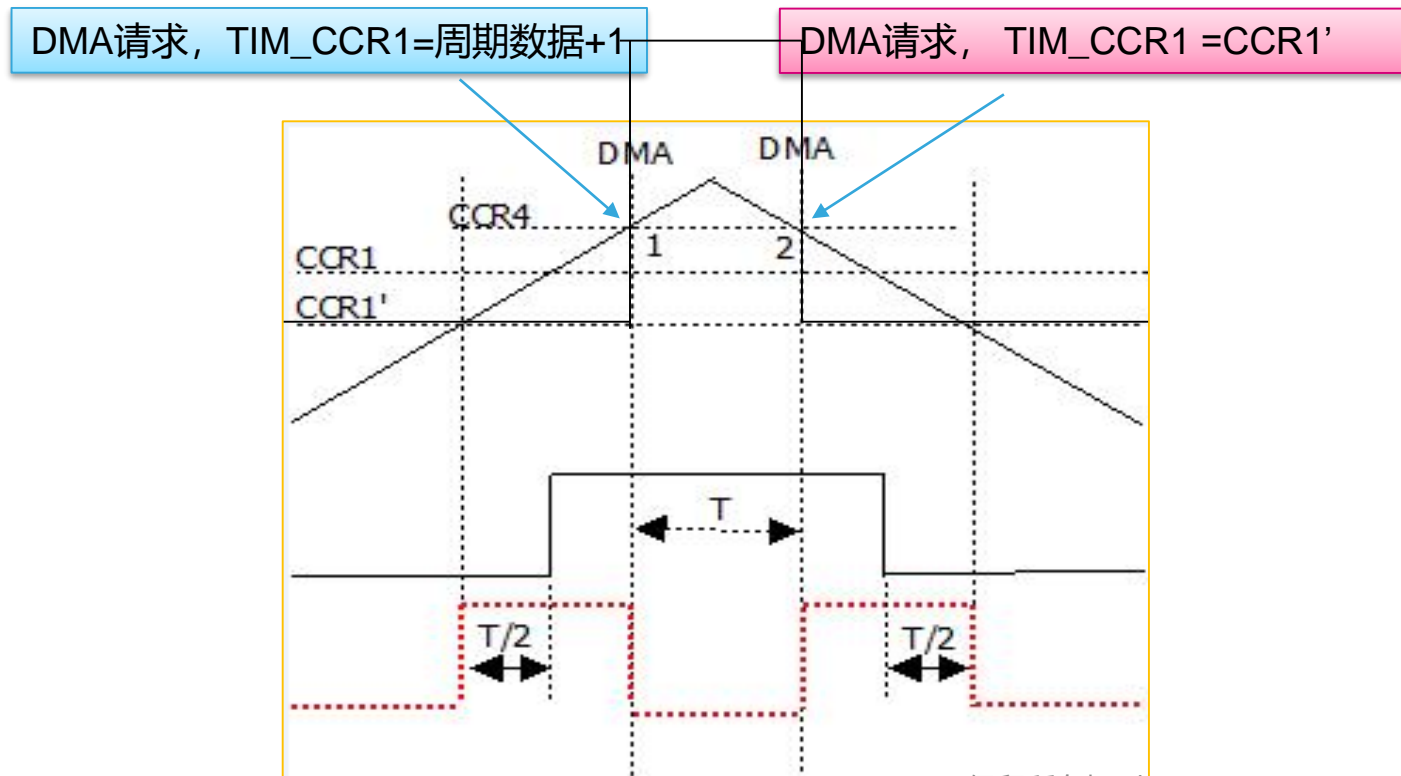 DMA请求，TIM_CCR1=周期数据+1
DMA请求， TIM_CCR1 =CCR1’
DMA DMA
CCR4
1 2
CCR1
CCR1'
T
T/2 T/2